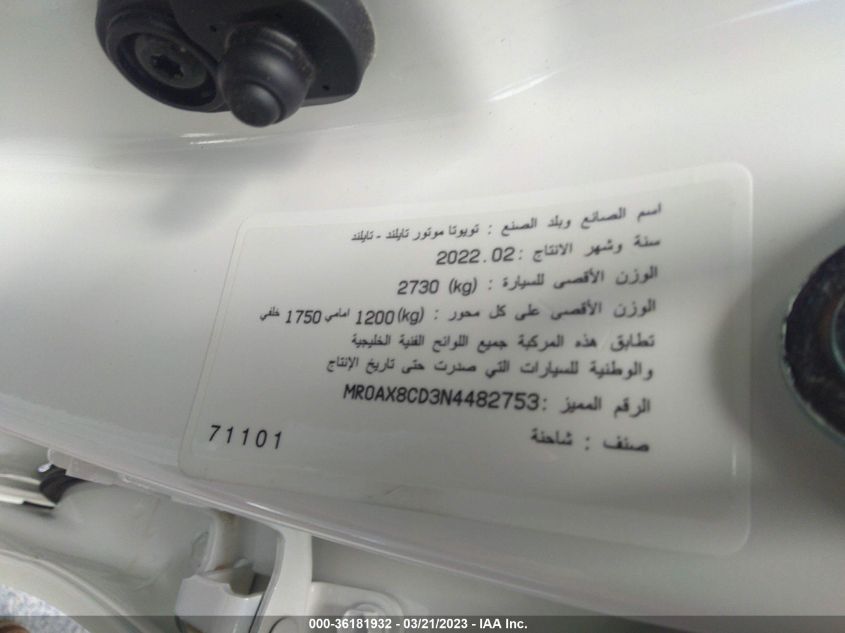 اسم الصانع وبلد الصنع : تويوتا موتور تايلند - تايلند
سنة وشهر الانتاج : 2022.02
الوزن الأقصى للسيارة : 2730 (kg)
الوزن الأقصى على كل محور : 1200(kg) امامي 1750 خلفي
تطابق هذه المركبة جميع اللوائح الفنية الخليجية
والوطنية للسيارات التي صدرت حتى تاريخ الإنتاج
الرقم المميز :MR0AX8CD3N4482753
صنف : شاحنة
71101
000-36181932 - 03/21/2023 - IAA Inc.